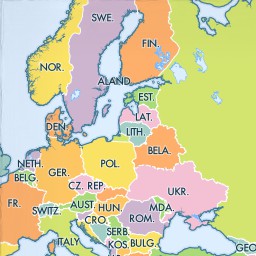 SWE.
FIN.
NOR.
ALAND
EST.
LAT.
DEN.
LITH.
NETH.
BELA.
POL.
BELG.
GER.
CZ. REP.
UKR.
FR.
AUST.
HUN.
MDA.
SWITZ.
CRO.
ROM.
SERB.
ITALY
KOS
BULG.